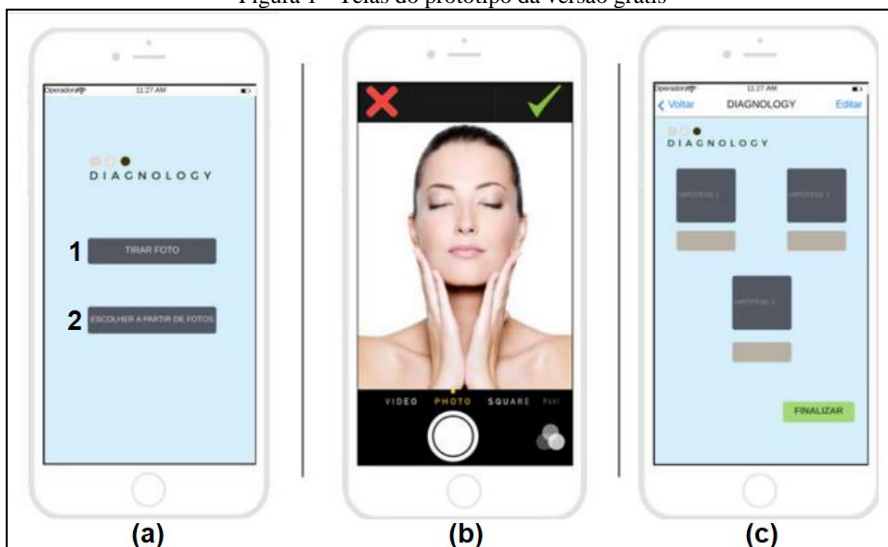 Figura 1 - Telas do protótipo da versão grátis
Operadora 11:27 AM
DIAGNOLOGY
1 TIRAR FOTO
2 ESCOLHER A PARTIR DE FOTOS
(a)
VIDEO PHOTO SQUARE
(b)
Operadora 11:27 AM
Voltar DIAGNOLOGY Editar
DIAGNOLOGY
FINALIZAR
(c)